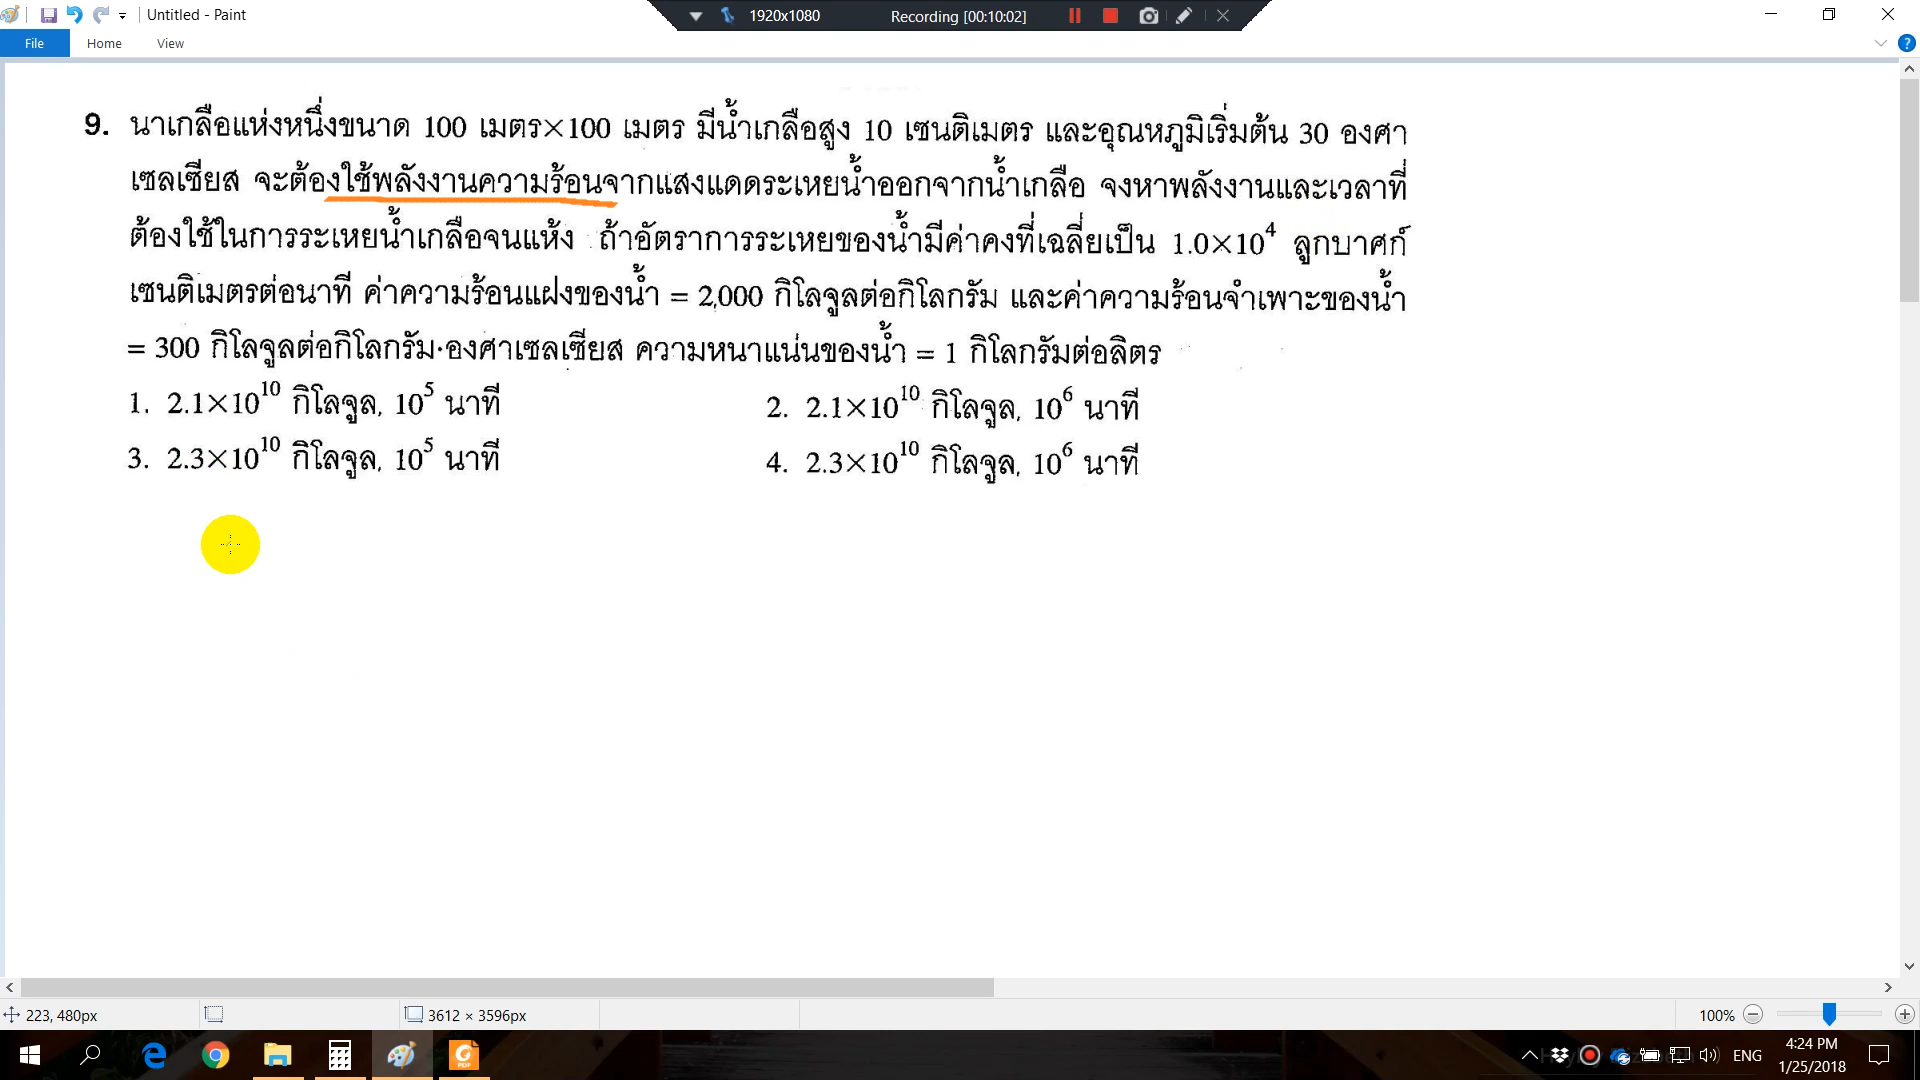 Untitled - Paint
1920x1080
Recording [00:10:02]
File
Home
View
9. นาเกลือแห่งหนึ่งขนาด 100 เมตร×100 เมตร มีน้ำเกลือสูง 10 เซนติเมตร และอุณหภูมิเริ่มต้น 30 องศา
เซลเซียส จะต้องใช้พลังงานความร้อนจากแสงแดดระเหยน้ำออกจากน้ำเกลือ จงหาพลังงานและเวลาที่
ต้องใช้ในการระเหยน้ำเกลือจนแห้ง ถ้าอัตราการระเหยของน้ำมีค่าคงที่เฉลี่ยเป็น 1.0×10⁴ ลูกบาศก์
เซนติเมตรต่อนาที ค่าความร้อนแฝงของน้ำ = 2,000 กิโลจูลต่อกิโลกรัม และค่าความร้อนจำเพาะของน้ำ
= 300 กิโลจูลต่อกิโลกรัม·องศาเซลเซียส ความหนาแน่นของน้ำ = 1 กิโลกรัมต่อลิตร
1. 2.1×10¹⁰ กิโลจูล, 10⁵ นาที
2. 2.1×10¹⁰ กิโลจูล, 10⁶ นาที
3. 2.3×10¹⁰ กิโลจูล, 10⁵ นาที
4. 2.3×10¹⁰ กิโลจูล, 10⁶ นาที
223, 480px
3612 × 3596px
100%
ENG
4:24 PM
1/25/2018